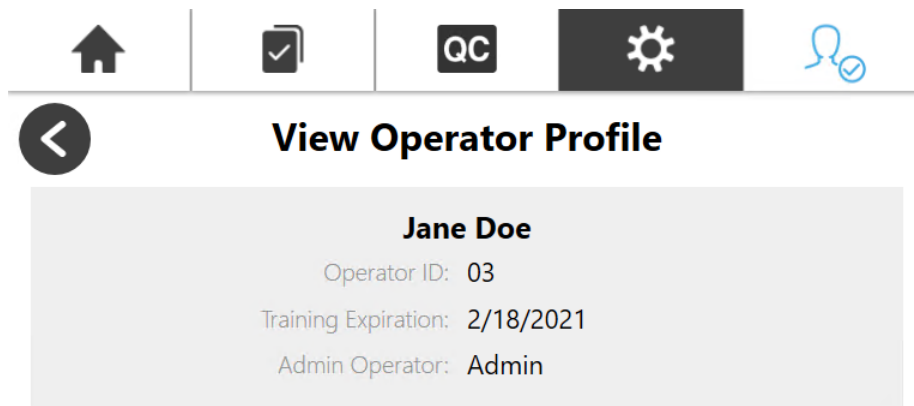 QC
View Operator Profile
Jane Doe
Operator ID: 03
Training Expiration: 2/18/2021
Admin Operator: Admin